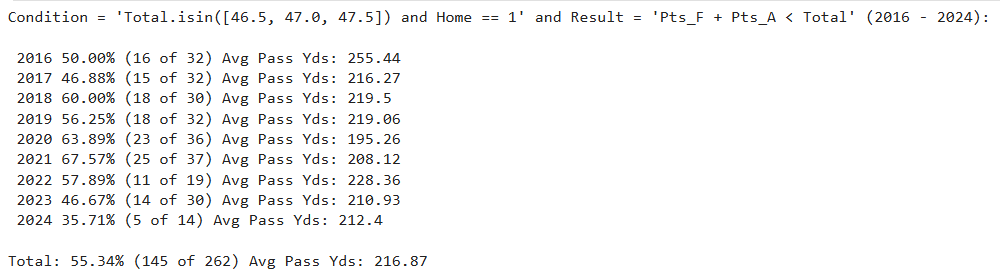 Condition = 'Total.isin([46.5, 47.0, 47.5]) and Home == 1' and Result = 'Pts_F + Pts_A < Total' (2016 - 2024):
2016 50.00% (16 of 32) Avg Pass Yds: 255.44
2017 46.88% (15 of 32) Avg Pass Yds: 216.27
2018 60.00% (18 of 30) Avg Pass Yds: 219.5
2019 56.25% (18 of 32) Avg Pass Yds: 219.06
2020 63.89% (23 of 36) Avg Pass Yds: 195.26
2021 67.57% (25 of 37) Avg Pass Yds: 208.12
2022 57.89% (11 of 19) Avg Pass Yds: 228.36
2023 46.67% (14 of 30) Avg Pass Yds: 210.93
2024 35.71% (5 of 14) Avg Pass Yds: 212.4
Total: 55.34% (145 of 262) Avg Pass Yds: 216.87